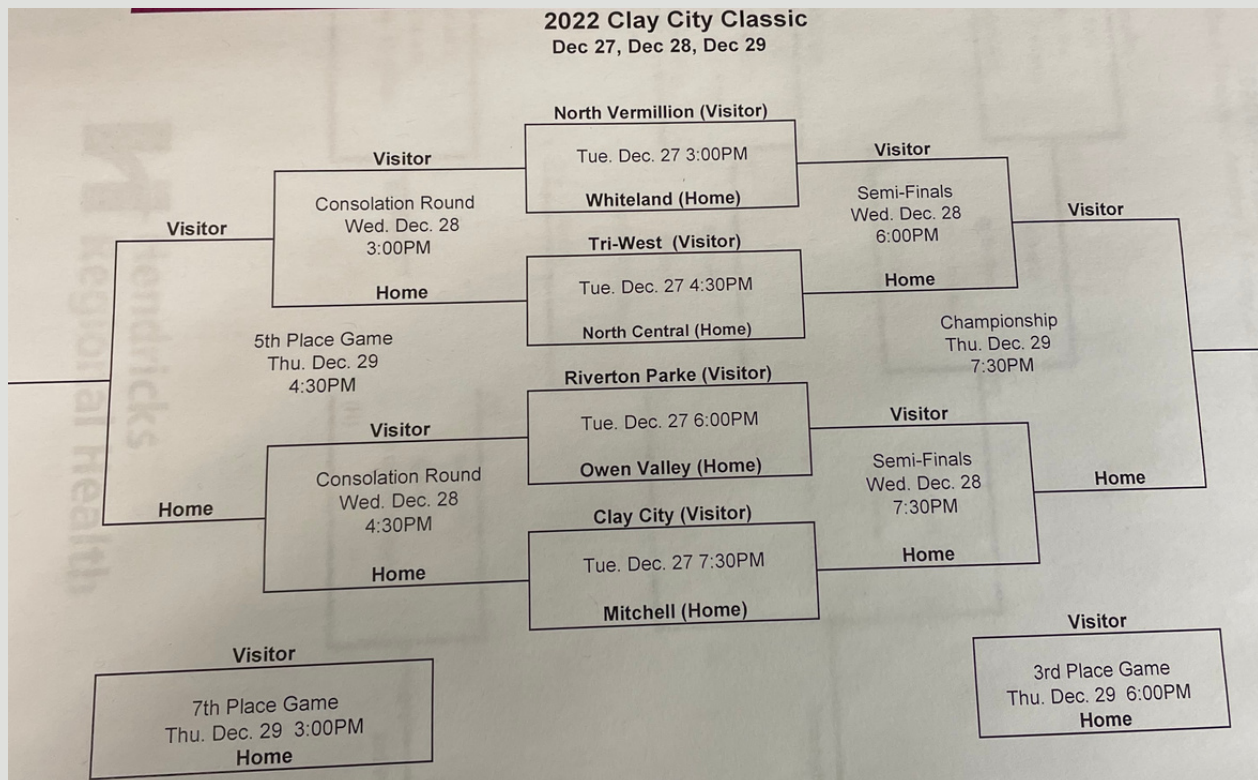 2022 Clay City Classic
Dec 27, Dec 28, Dec 29
North Vermillion (Visitor)
Tue. Dec. 27 3:00PM
Whiteland (Home)
Tri-West (Visitor)
Tue. Dec. 27 4:30PM
North Central (Home)
Riverton Parke (Visitor)
Tue. Dec. 27 6:00PM
Owen Valley (Home)
Clay City (Visitor)
Tue. Dec. 27 7:30PM
Mitchell (Home)
Visitor
Consolation Round
Wed. Dec. 28
3:00PM
Home
Visitor
Consolation Round
Wed. Dec. 28
4:30PM
Home
Visitor
5th Place Game
Thu. Dec. 29
4:30PM
Home
Visitor
7th Place Game
Thu. Dec. 29 3:00PM
Home
Visitor
Semi-Finals
Wed. Dec. 28
6:00PM
Home
Visitor
Semi-Finals
Wed. Dec. 28
7:30PM
Home
Visitor
Championship
Thu. Dec. 29
7:30PM
Home
Visitor
3rd Place Game
Thu. Dec. 29 6:00PM
Home
Hendricks
Regional Health